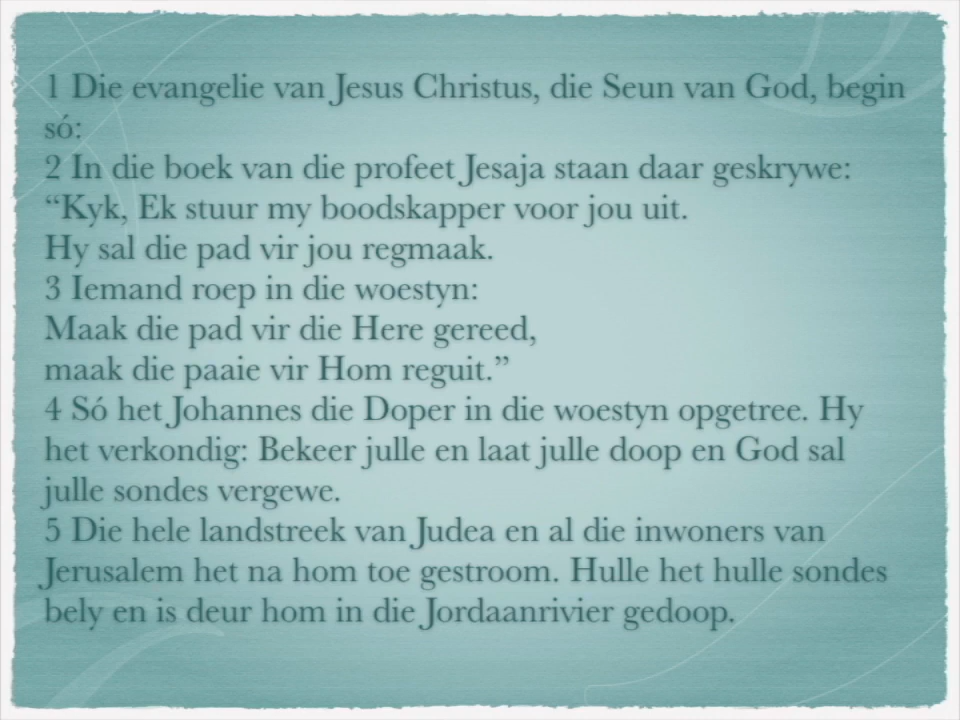 1 Die evangelie van Jesus Christus, die Seun van God, begin
só:
2 In die boek van die profeet Jesaja staan daar geskrywe:
“Kyk, Ek stuur my boodskapper voor jou uit.
Hy sal die pad vir jou regmaak.
3 Iemand roep in die woestyn:
Maak die pad vir die Here gereed,
maak die paaie vir Hom reguit.”
4 Só het Johannes die Doper in die woestyn opgetree. Hy
het verkondig: Bekeer julle en laat julle doop en God sal
julle sondes vergewe.
5 Die hele landstreek van Judea en al die inwoners van
Jerusalem het na hom toe gestroom. Hulle het hulle sondes
bely en is deur hom in die Jordaanrivier gedoop.